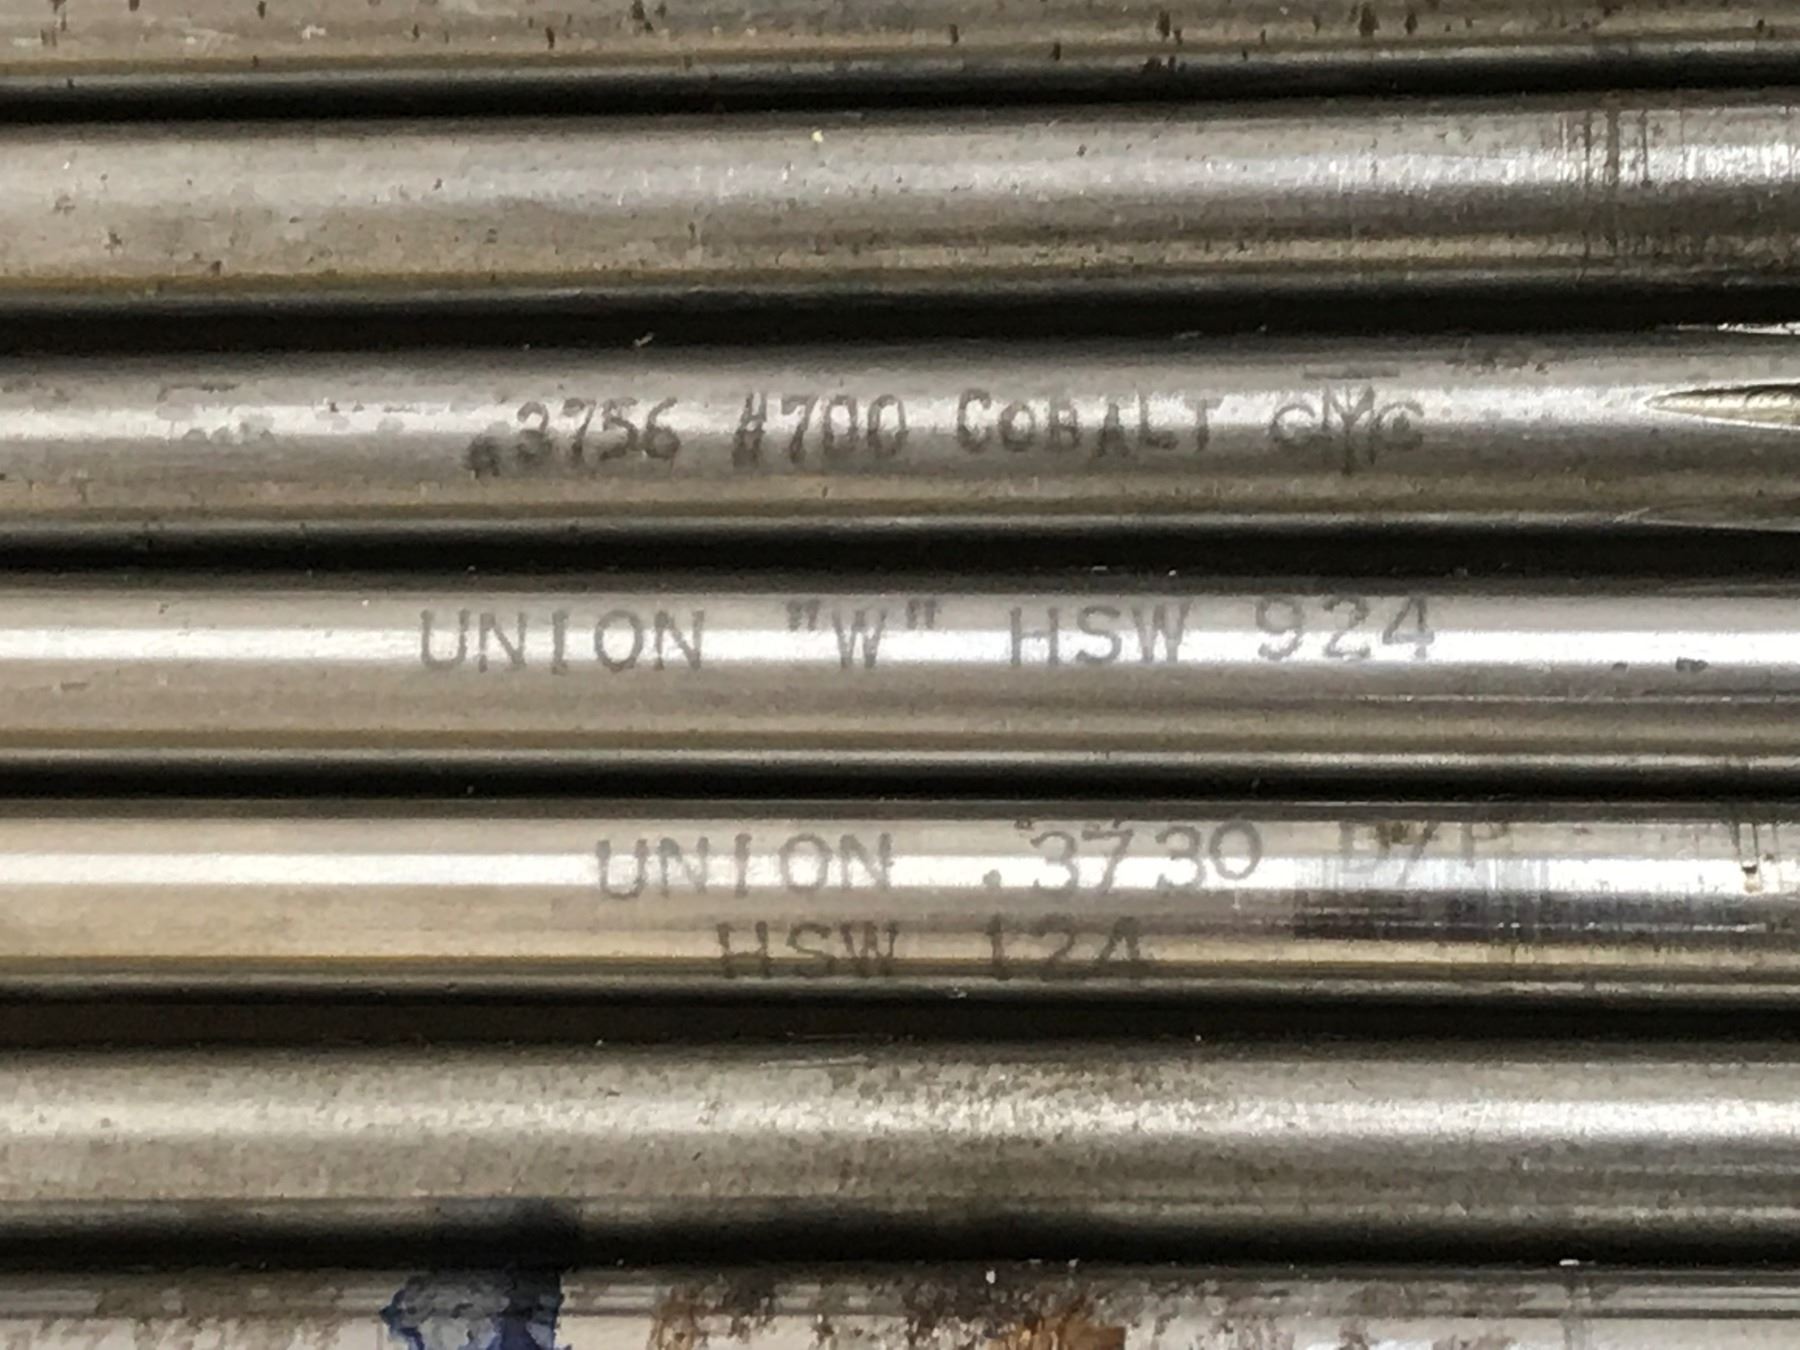 .3756 #700 COBALT
UNION "W" HSW 924
UNION .3730
HSW 124